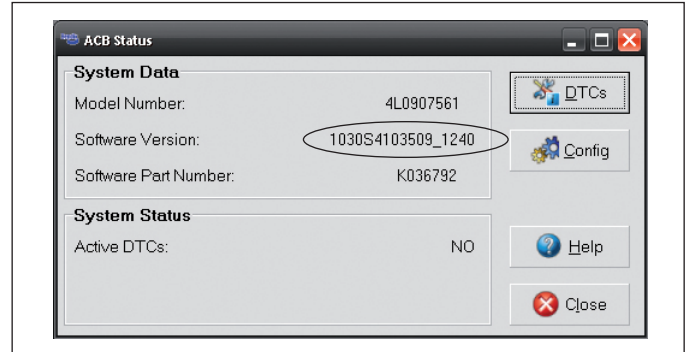 ACB Status
System Data
Model Number: 4L0907561
Software Version: 1030S4103509_1240
Software Part Number: K036792
System Status
Active DTCs: NO
DTCs
Config
Help
Close